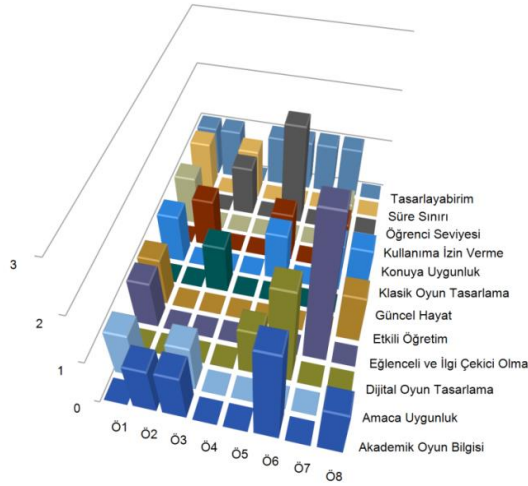 3
2
1
0
Ö1
Ö2
Ö3
Ö4
Ö5
Ö6
Ö7
Ö8
Tasarlayabirim
Süre Sınırı
Öğrenci Seviyesi
Kullanıma İzin Verme
Konuya Uygunluk
Klasik Oyun Tasarlama
Güncel Hayat
Etkili Öğretim
Eğlenceli ve İlgi Çekici Olma
Dijital Oyun Tasarlama
Amaca Uygunluk
Akademik Oyun Bilgisi